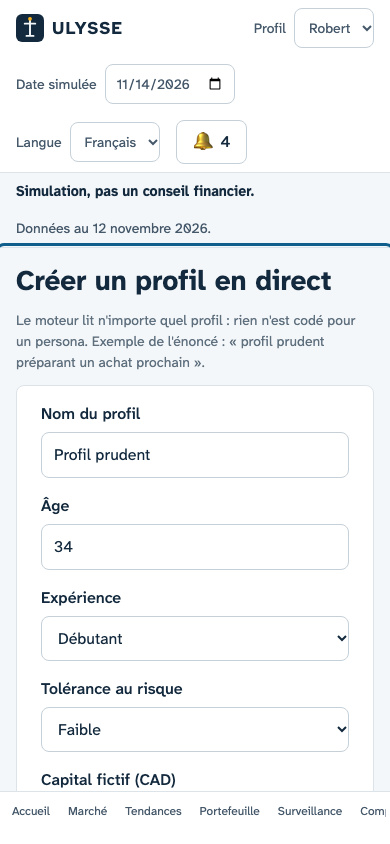 ULYSSE
Profil Robert
Date simulée 11/14/2026
Langue Français 4
Simulation, pas un conseil financier.
Données au 12 novembre 2026.
Créer un profil en direct
Le moteur lit n'importe quel profil : rien n'est codé pour
un persona. Exemple de l'énoncé : « profil prudent
préparant un achat prochain ».
Nom du profil
Profil prudent
Âge
34
Expérience
Débutant
Tolérance au risque
Faible
Capital fictif (CAD)
Accueil Marché Tendances Portefeuille Surveillance Comp